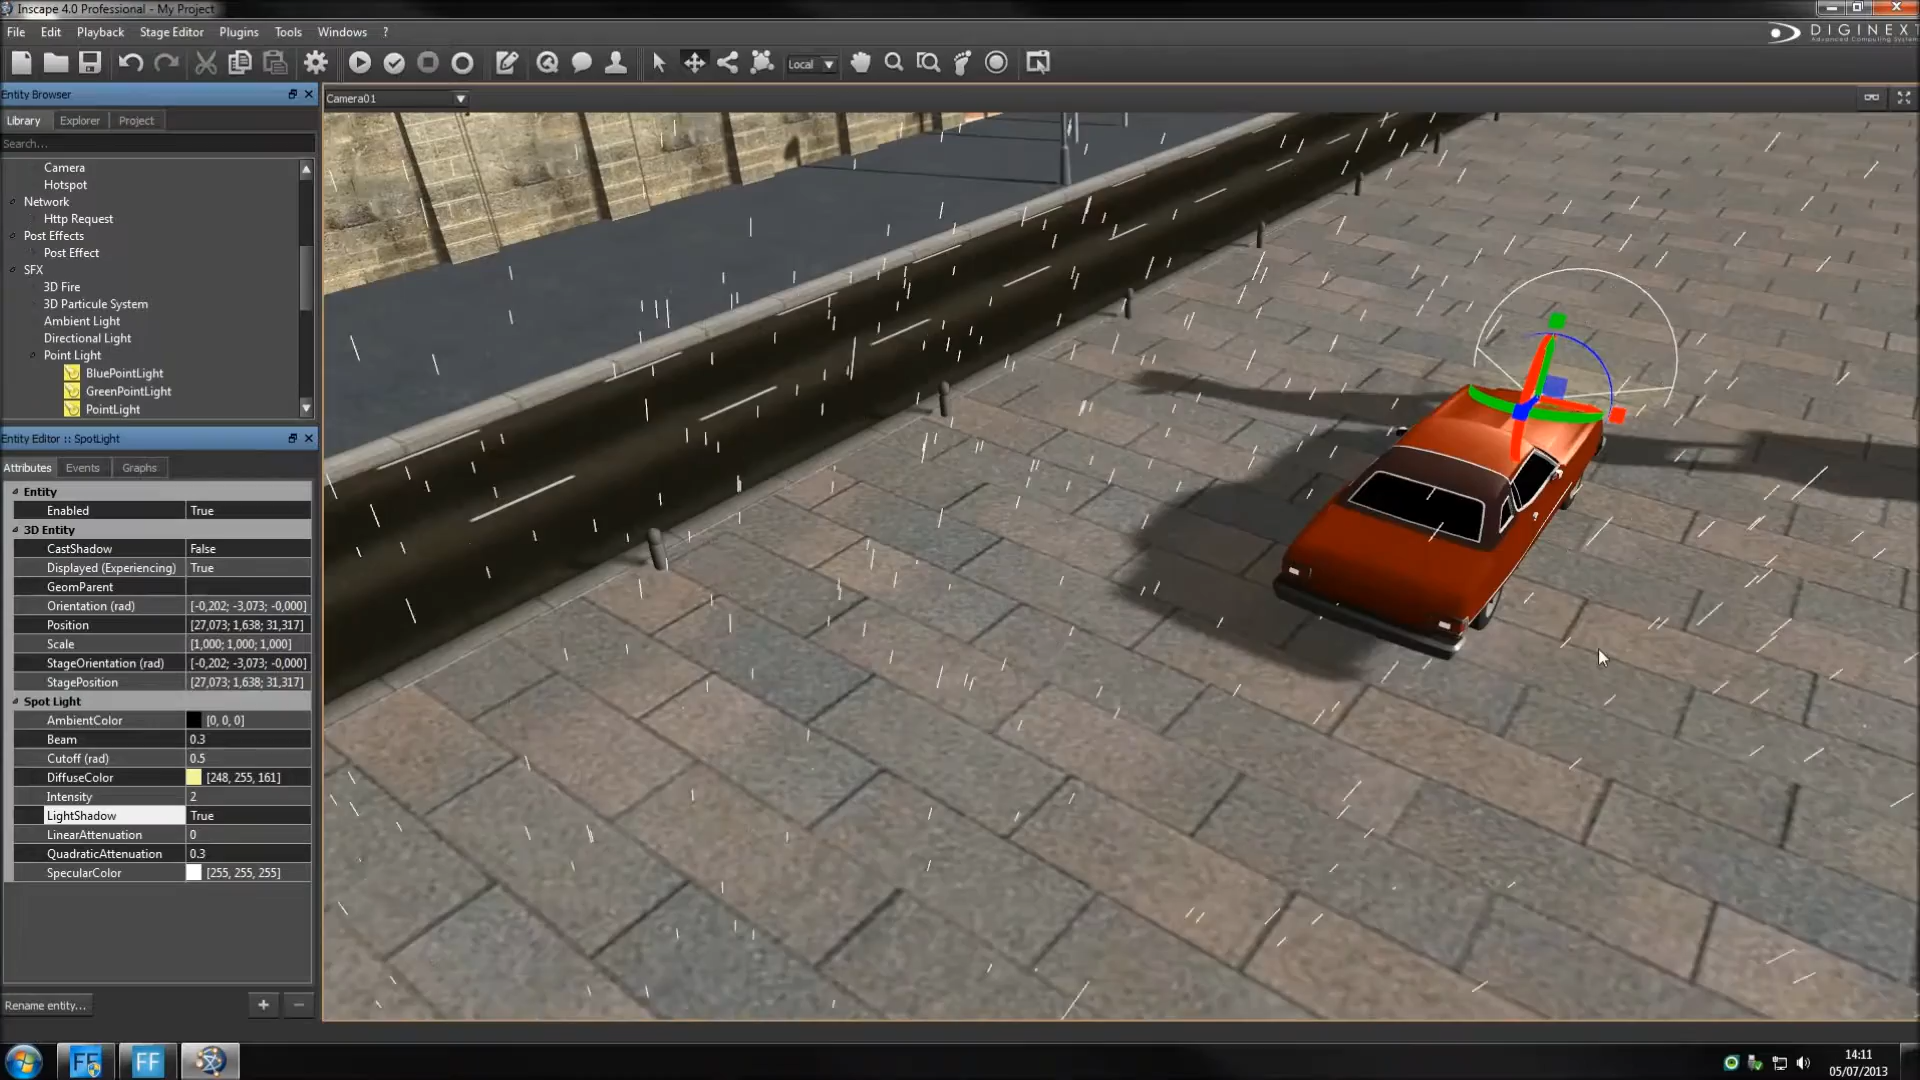 Inscape 4.0 Professional - My Project
File Edit Playback Stage Editor Plugins Tools Windows ?
DIGINEXT
Advanced Computing Systems
Local
Entity Browser
Camera01
Library Explorer Project
Search...
Camera
Hotspot
Network
Http Request
Post Effects
Post Effect
SFX
3D Fire
3D Particule System
Ambient Light
Directional Light
Point Light
BluePointLight
GreenPointLight
PointLight
Entity Editor :: SpotLight
Attributes Events Graphs
Entity
Enabled True
3D Entity
CastShadow False
Displayed (Experiencing) True
GeomParent
Orientation (rad) [-0,202; -3,073; -0,000]
Position [27,073; 1,638; 31,317]
Scale [1,000; 1,000; 1,000]
StageOrientation (rad) [-0,202; -3,073; -0,000]
StagePosition [27,073; 1,638; 31,317]
Spot Light
AmbientColor [0, 0, 0]
Beam 0.3
Cutoff (rad) 0.5
DiffuseColor [248, 255, 161]
Intensity 2
LightShadow True
LinearAttenuation 0
QuadraticAttenuation 0.3
SpecularColor [255, 255, 255]
Rename entity... + −
FF FF
14:11
05/07/2013